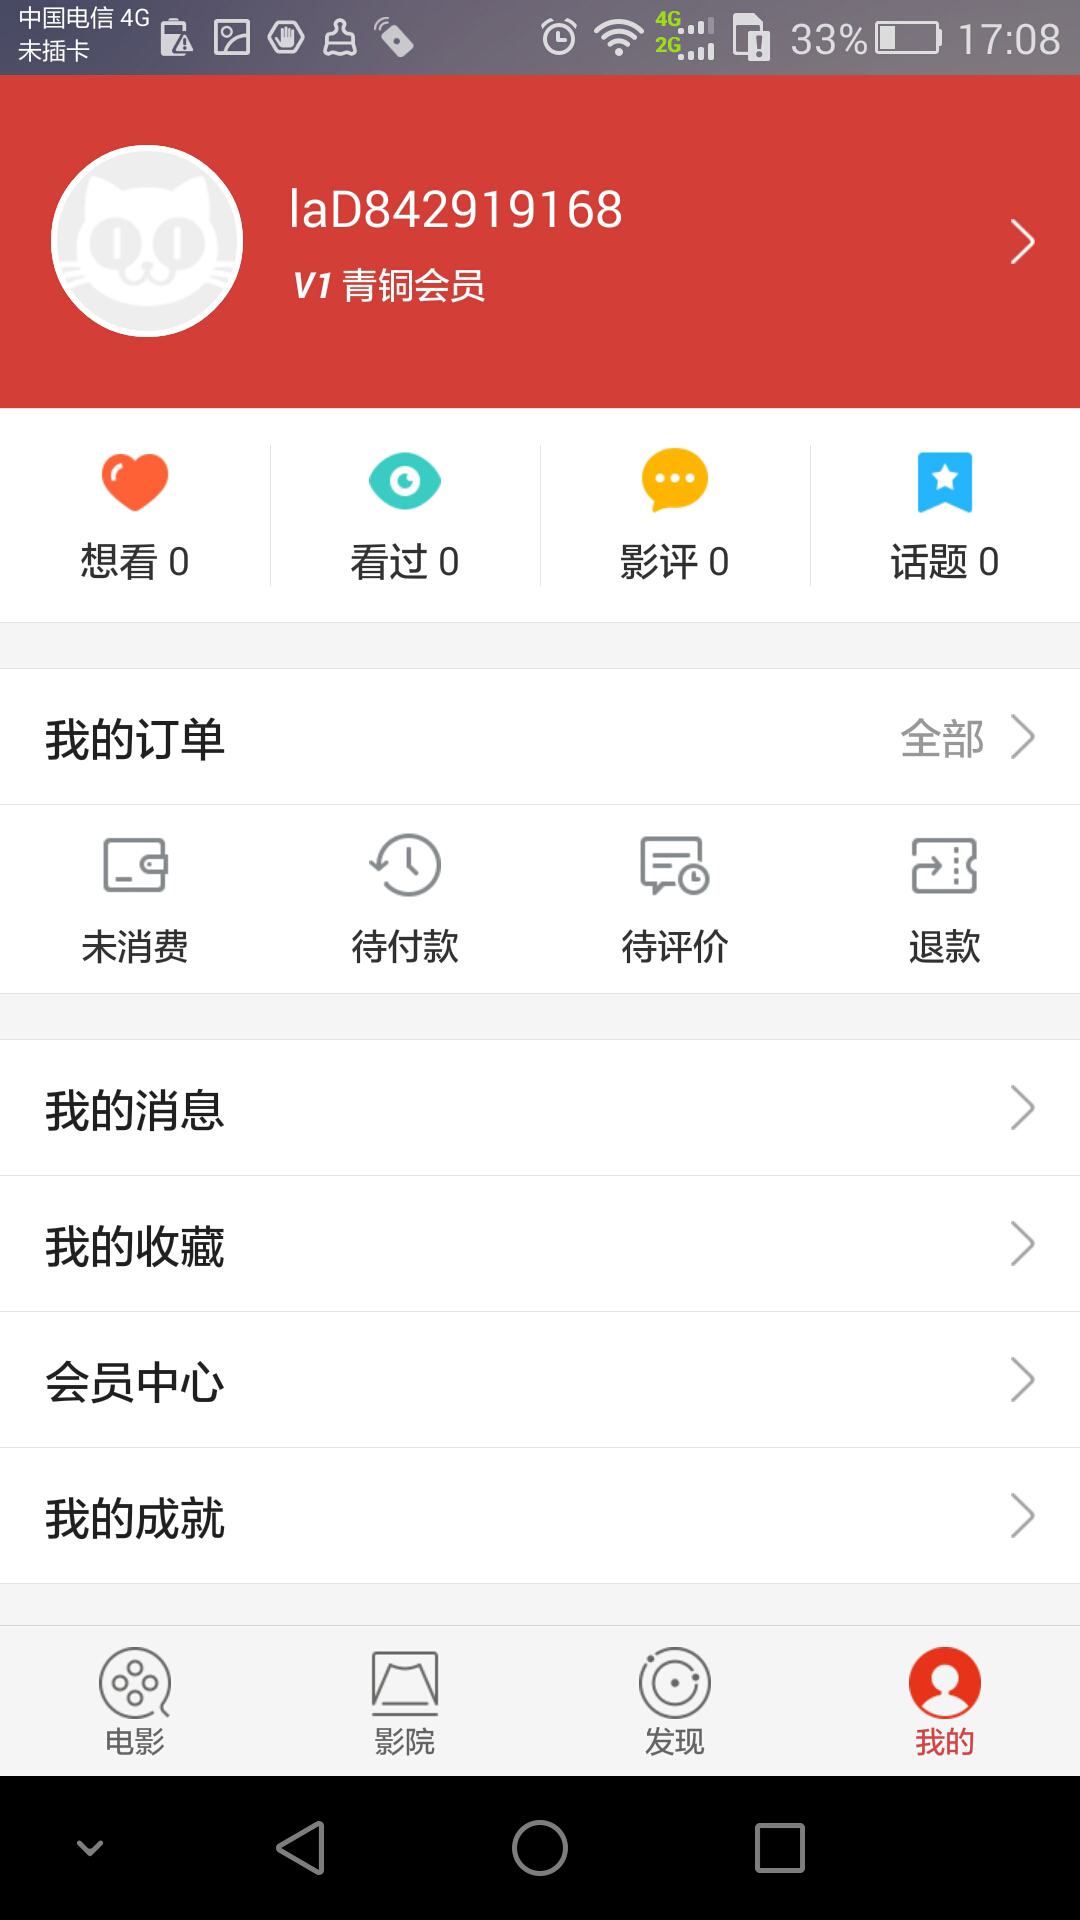 中国电信 4G
未插卡
4G
2G
33%
17:08
laD842919168
V1 青铜会员
想看 0
看过 0
影评 0
话题 0
我的订单
全部
未消费
待付款
待评价
退款
我的消息
我的收藏
会员中心
我的成就
电影
影院
发现
我的